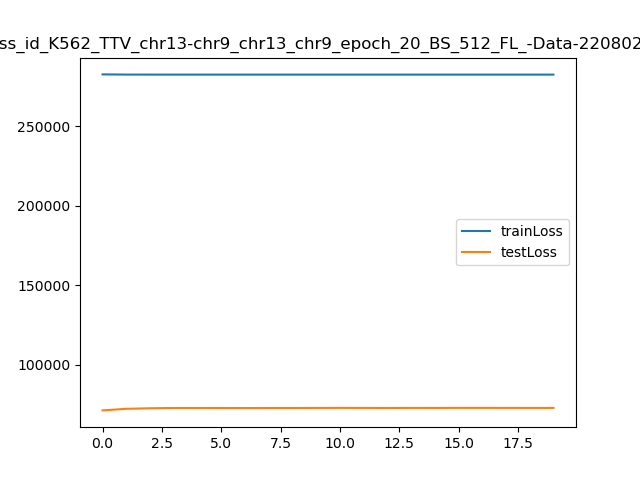 ss_id_K562_TTV_chr13-chr9_chr13_chr9_epoch_20_BS_512_FL_-Data-220802
250000
200000
150000
100000
trainLoss
testLoss
0.0 2.5 5.0 7.5 10.0 12.5 15.0 17.5